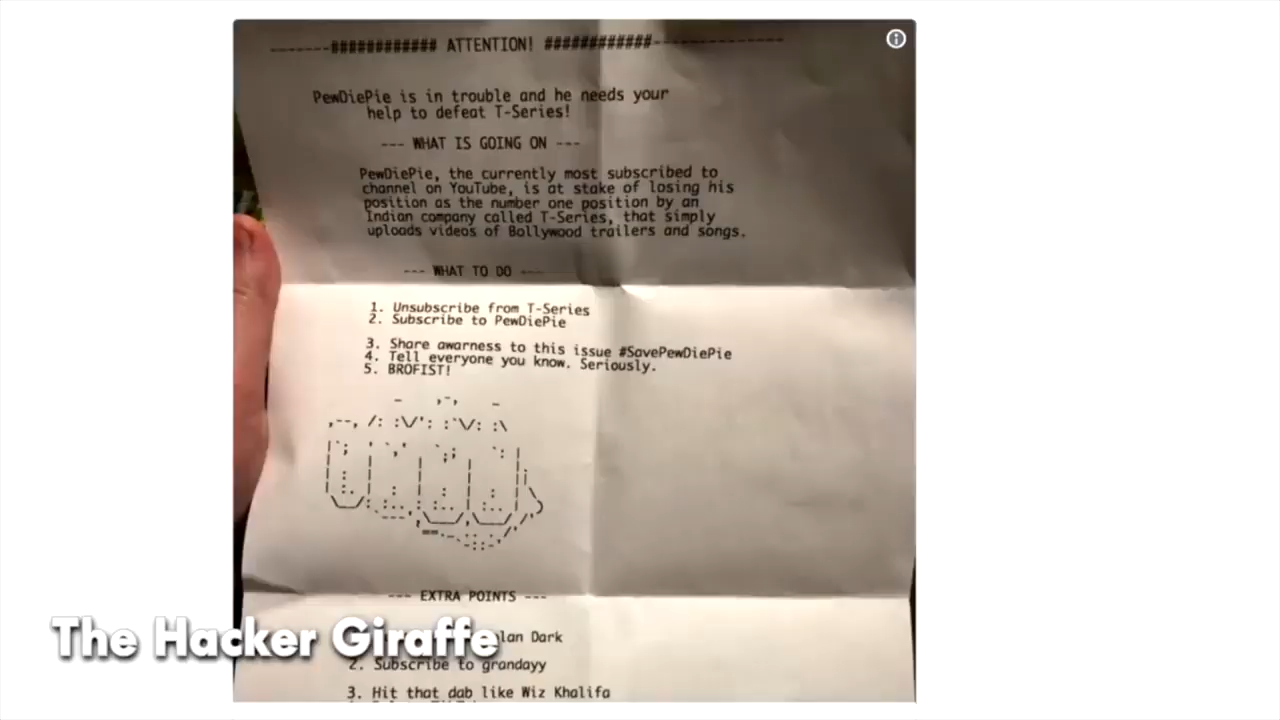 -------############ ATTENTION! ############---------------
PewDiePie is in trouble and he needs your
help to defeat T-Series!
--- WHAT IS GOING ON ---
PewDiePie, the currently most subscribed to
channel on YouTube, is at stake of losing his
position as the number one position by an
Indian company called T-Series, that simply
uploads videos of Bollywood trailers and songs.
--- WHAT TO DO ---
1. Unsubscribe from T-Series
2. Subscribe to PewDiePie
3. Share awarness to this issue #SavePewDiePie
4. Tell everyone you know. Seriously.
5. BROFIST!
--- EXTRA POINTS ---
Dark
2. Subscribe to grandayy
3. Hit that dab like Wiz Khalifa
The Hacker Giraffe